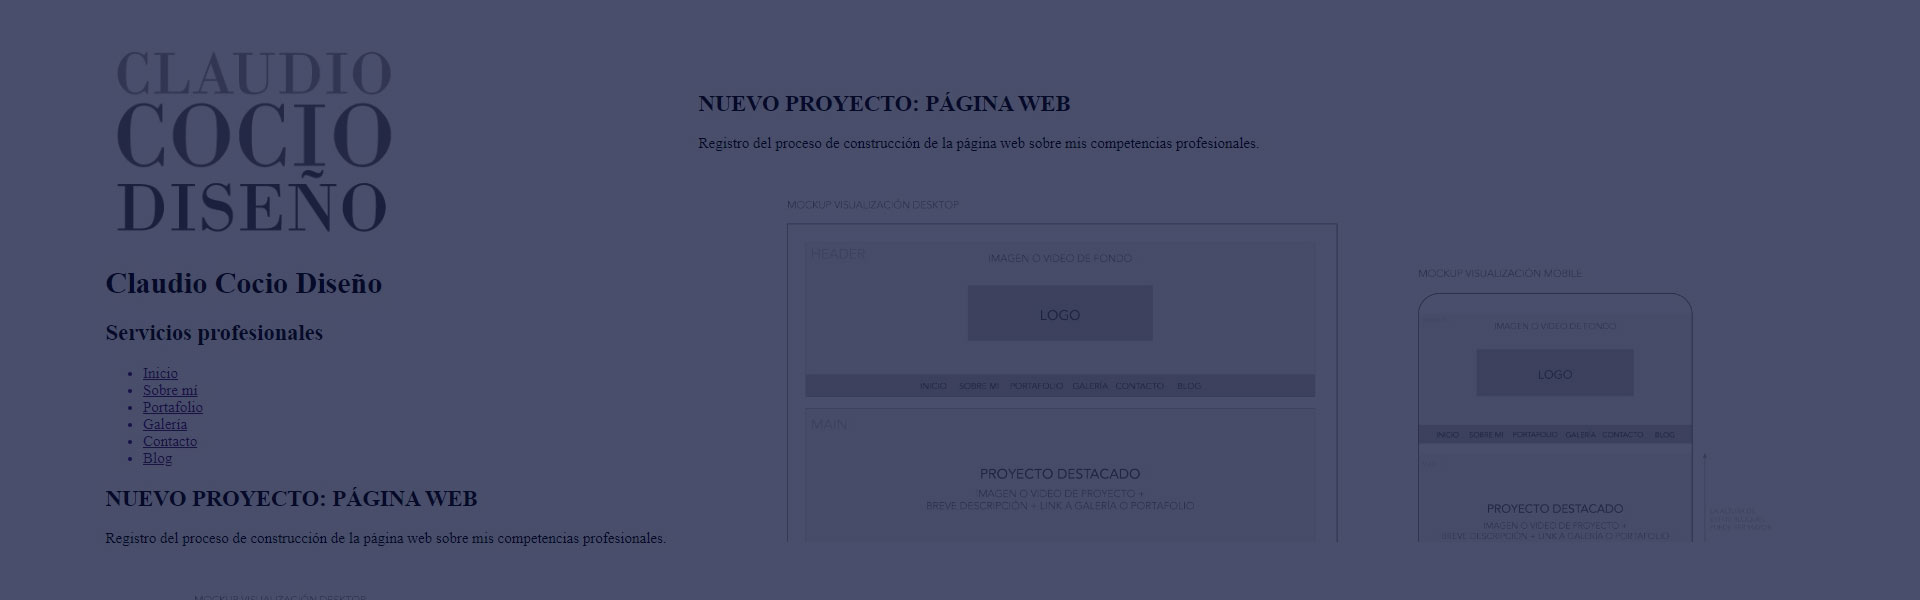 CLAUDIO
COCIO
DISEÑO
Claudio Cocio Diseño
Servicios profesionales
Inicio
Sobre mi
Portafolio
Galería
Contacto
Blog
NUEVO PROYECTO: PÁGINA WEB
Registro del proceso de construcción de la página web sobre mis competencias profesionales.
MOCKUP VISUALIZACIÓN DESKTOP
NUEVO PROYECTO: PÁGINA WEB
Registro del proceso de construcción de la página web sobre mis competencias profesionales.
MOCKUP VISUALIZACIÓN DESKTOP
HEADER
IMAGEN O VIDEO DE FONDO
LOGO
INICIO SOBRE MI PORTAFOLIO GALERÍA CONTACTO BLOG
MAIN
PROYECTO DESTACADO
IMAGEN O VIDEO DE PROYECTO +
BREVE DESCRIPCIÓN + LINK A GALERÍA O PORTAFOLIO
MOCKUP VISUALIZACIÓN MOBILE
IMAGEN O VIDEO DE FONDO
LOGO
INICIO SOBRE MI PORTAFOLIO GALERÍA CONTACTO BLOG
PROYECTO DESTACADO
IMAGEN O VIDEO DE PROYECTO +
BREVE DESCRIPCIÓN + LINK A GALERÍA O PORTAFOLIO